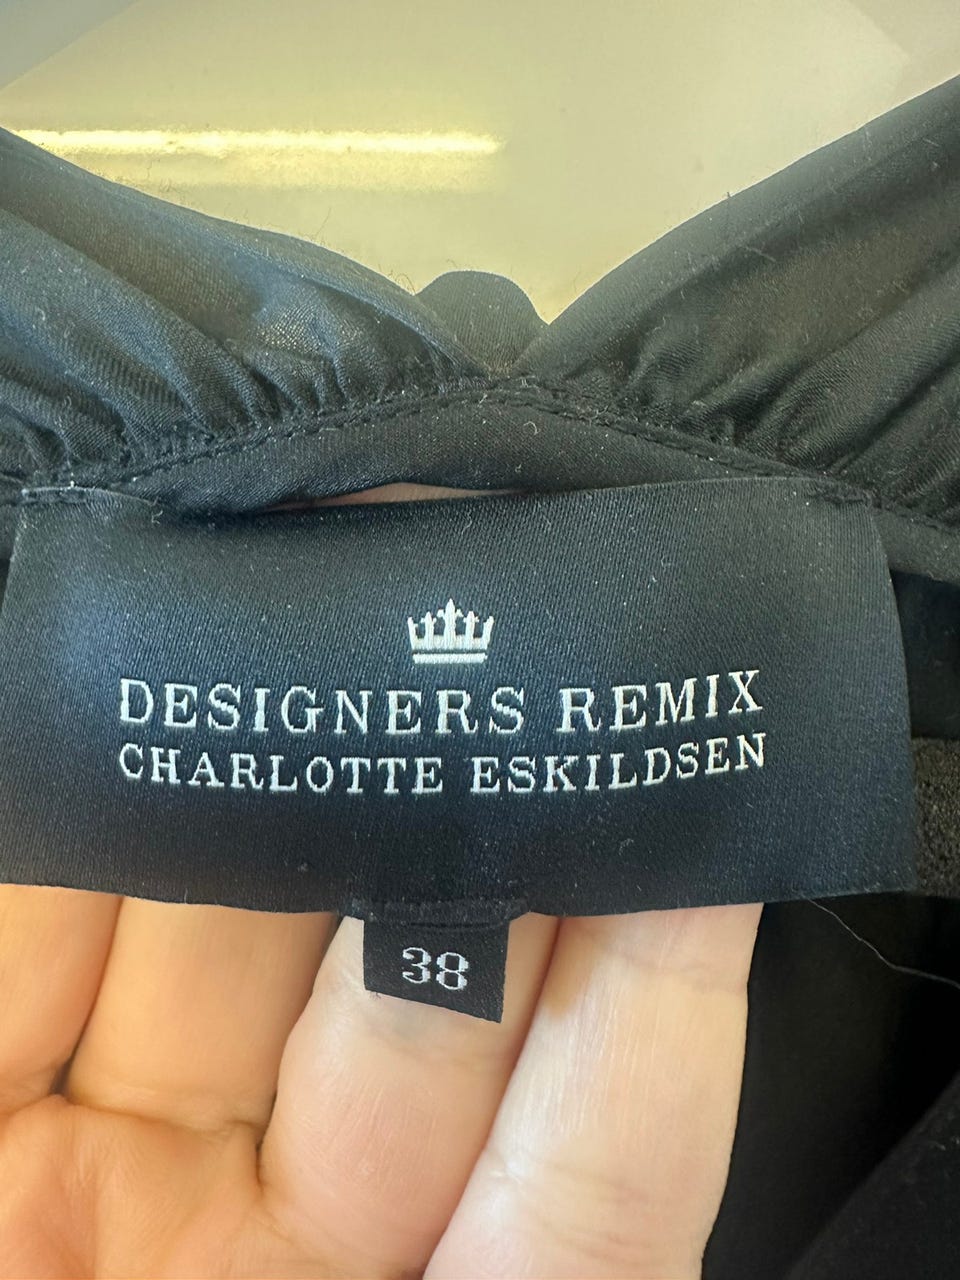 DESIGNERS REMIX
CHARLOTTE ESKILDSEN
38